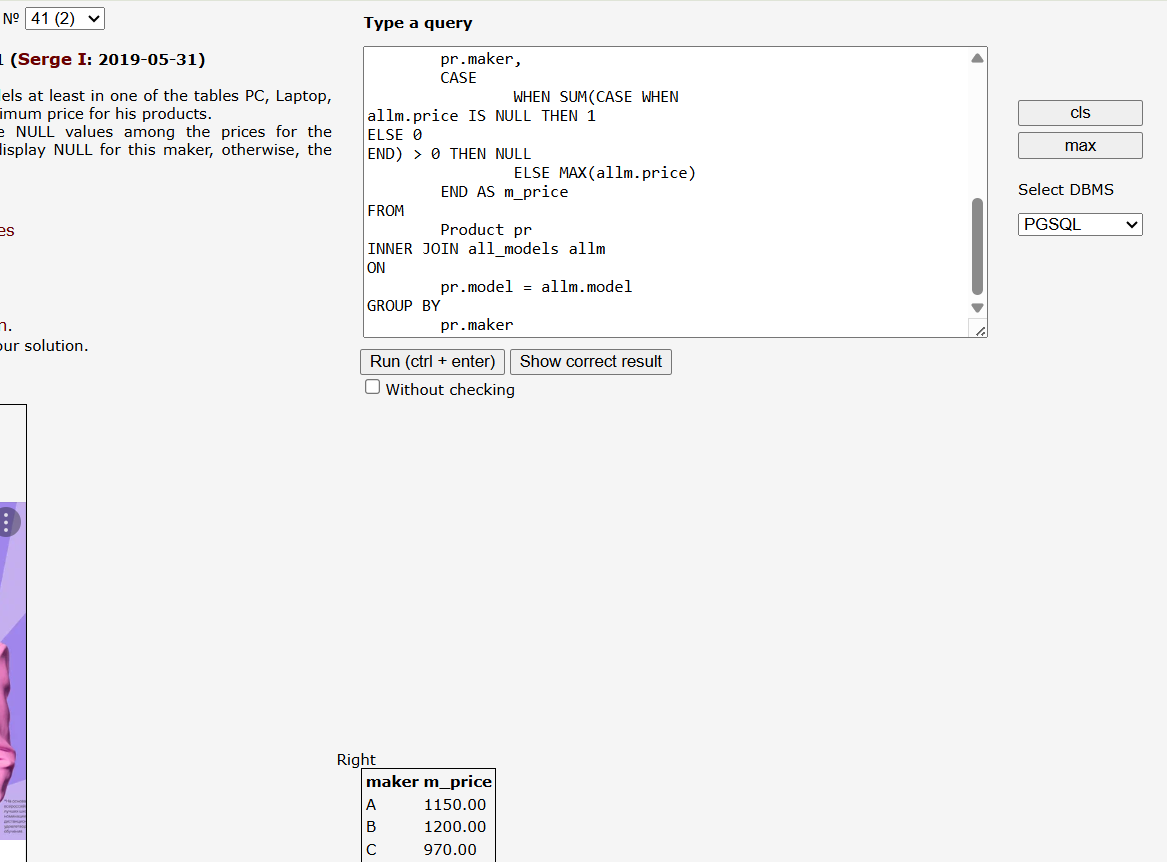 № 41 (2)
1 (Serge I: 2019-05-31)
dels at least in one of the tables PC, Laptop,
imum price for his products.
e NULL values among the prices for the
display NULL for this maker, otherwise, the
es
n.
our solution.
Type a query
pr.maker,
CASE
WHEN SUM(CASE WHEN
allm.price IS NULL THEN 1
ELSE 0
END) > 0 THEN NULL
ELSE MAX(allm.price)
END AS m_price
FROM
Product pr
INNER JOIN all_models allm
ON
pr.model = allm.model
GROUP BY
pr.maker
Run (ctrl + enter) Show correct result
Without checking
cls
max
Select DBMS
PGSQL
Right
maker m_price
A 1150.00
B 1200.00
C 970.00